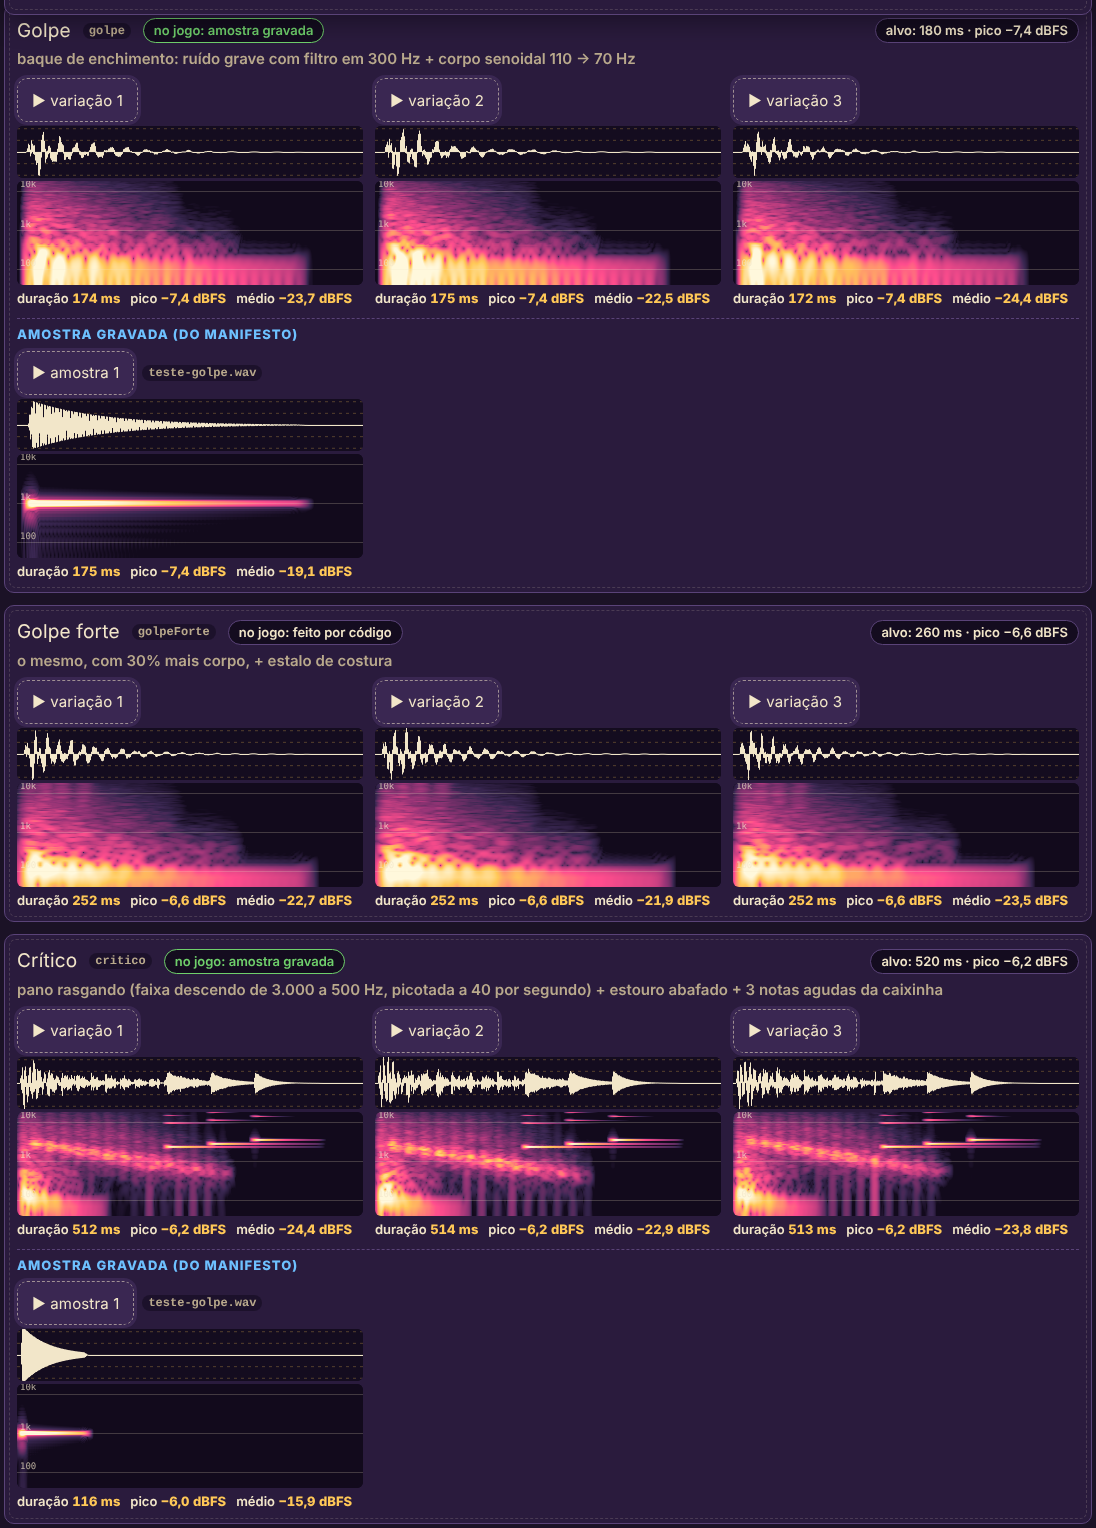 Golpe golpe no jogo: amostra gravada alvo: 180 ms · pico −7,4 dBFS
baque de enchimento: ruído grave com filtro em 300 Hz + corpo senoidal 110 → 70 Hz
▶ variação 1 ▶ variação 2 ▶ variação 3
10k 10k 10k
1k 1k 1k
duração 174 ms pico −7,4 dBFS médio −23,7 dBFS duração 175 ms pico −7,4 dBFS médio −22,5 dBFS duração 172 ms pico −7,4 dBFS médio −24,4 dBFS
AMOSTRA GRAVADA (DO MANIFESTO)
▶ amostra 1 teste-golpe.wav
10k
1k
100
duração 175 ms pico −7,4 dBFS médio −19,1 dBFS
Golpe forte golpeForte no jogo: feito por código alvo: 260 ms · pico −6,6 dBFS
o mesmo, com 30% mais corpo, + estalo de costura
▶ variação 1 ▶ variação 2 ▶ variação 3
10k 10k 10k
1k 1k 1k
duração 252 ms pico −6,6 dBFS médio −22,7 dBFS duração 252 ms pico −6,6 dBFS médio −21,9 dBFS duração 252 ms pico −6,6 dBFS médio −23,5 dBFS
Crítico critico no jogo: amostra gravada alvo: 520 ms · pico −6,2 dBFS
pano rasgando (faixa descendo de 3.000 a 500 Hz, picotada a 40 por segundo) + estouro abafado + 3 notas agudas da caixinha
▶ variação 1 ▶ variação 2 ▶ variação 3
10k 10k 10k
1k 1k 1k
duração 512 ms pico −6,2 dBFS médio −24,4 dBFS duração 514 ms pico −6,2 dBFS médio −22,9 dBFS duração 513 ms pico −6,2 dBFS médio −23,8 dBFS
AMOSTRA GRAVADA (DO MANIFESTO)
▶ amostra 1 teste-golpe.wav
10k
1k
100
duração 116 ms pico −6,0 dBFS médio −15,9 dBFS